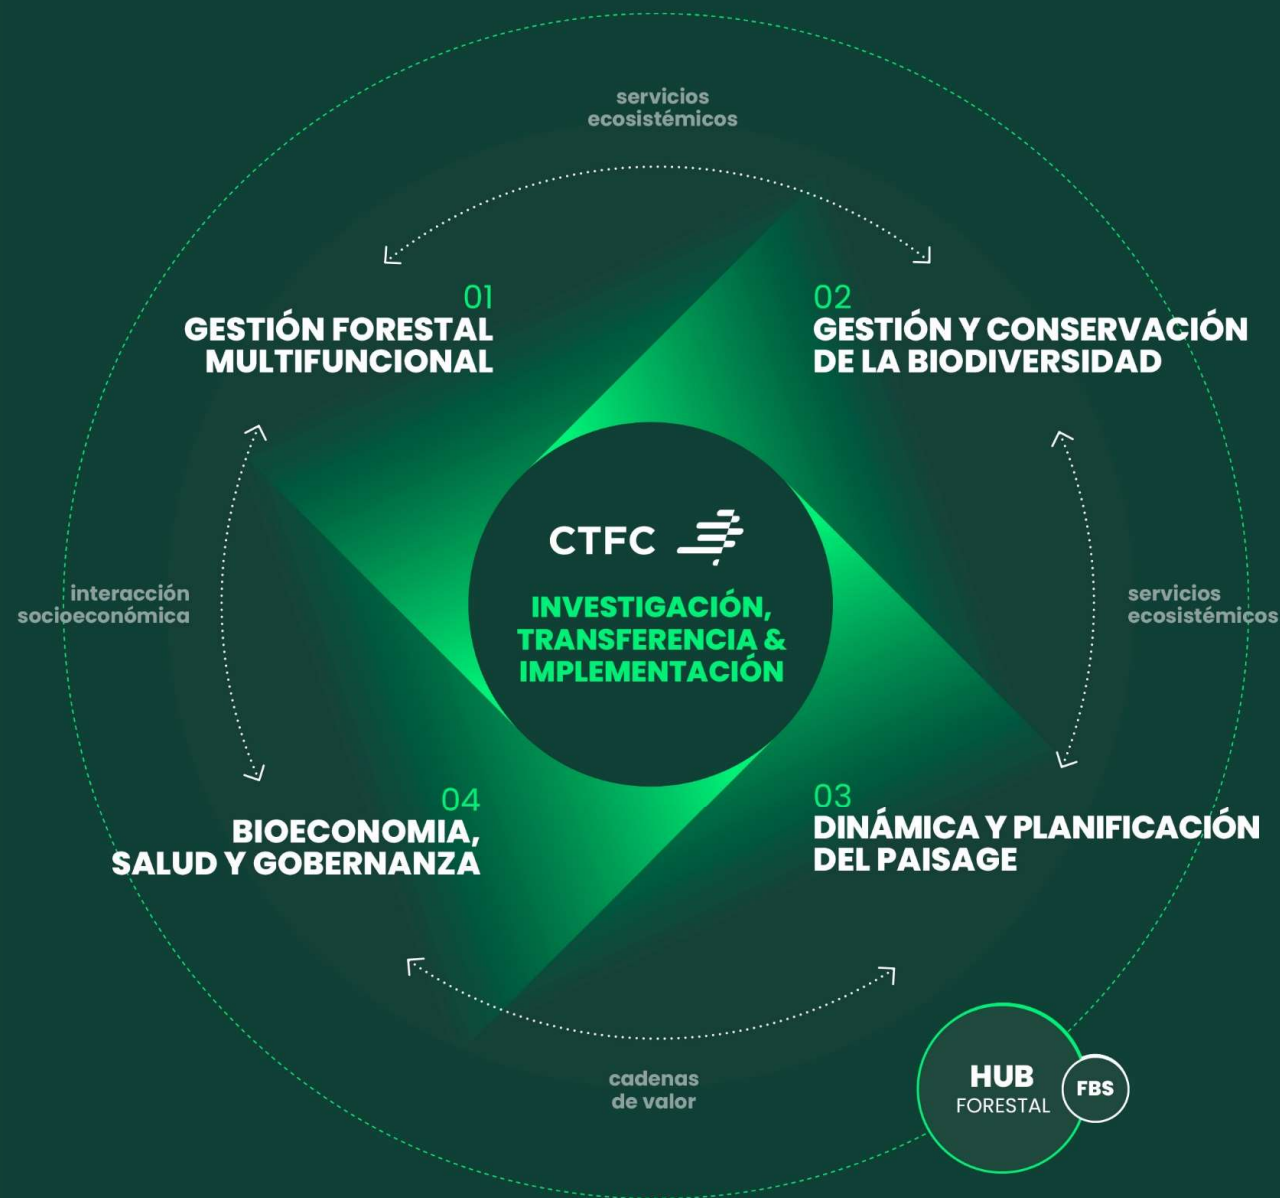 servicios
ecosistémicos
01
GESTIÓN FORESTAL
MULTIFUNCIONAL
02
GESTIÓN Y CONSERVACIÓN
DE LA BIODIVERSIDAD
CTFC
INVESTIGACIÓN,
TRANSFERENCIA &
IMPLEMENTACIÓN
interacción
socioeconómica
servicios
ecosistémicos
04
BIOECONOMIA,
SALUD Y GOBERNANZA
03
DINÁMICA Y PLANIFICACIÓN
DEL PAISAGE
cadenas
de valor
HUB
FORESTAL
FBS